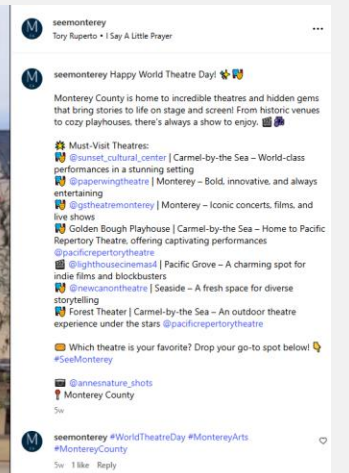 seemonterey
Tory Ruperto • I Say A Little Prayer
seemonterey Happy World Theatre Day! ✨🎭
Monterey County is home to incredible theatres and hidden gems
that bring stories to life on stage and screen! From historic venues
to cozy playhouses, there's always a show to enjoy. 🎬
🌟 Must-Visit Theatres:
🎭 @sunset_cultural_center | Carmel-by-the Sea – World-class
performances in a stunning setting
🎭 @paperwingtheatre | Monterey – Bold, innovative, and always
entertaining
🎭 @gstheatremonterey | Monterey – Iconic concerts, films, and
live shows
🎭 Golden Bough Playhouse | Carmel-by-the Sea – Home to Pacific
Repertory Theatre, offering captivating performances
@pacificrepertorytheatre
🎬 @lighthousecinemas4 | Pacific Grove – A charming spot for
indie films and blockbusters
🎭 @newcanontheatre | Seaside – A fresh space for diverse
storytelling
🎭 Forest Theater | Carmel-by-the Sea – An outdoor theatre
experience under the stars @pacificrepertorytheatre
🎟️ Which theatre is your favorite? Drop your go-to spot below! 👇
#SeeMonterey
📷 @annesnature_shots
📍 Monterey County
5w
seemonterey #WorldTheatreDay #MontereyArts
#MontereyCounty
5w 1 like Reply